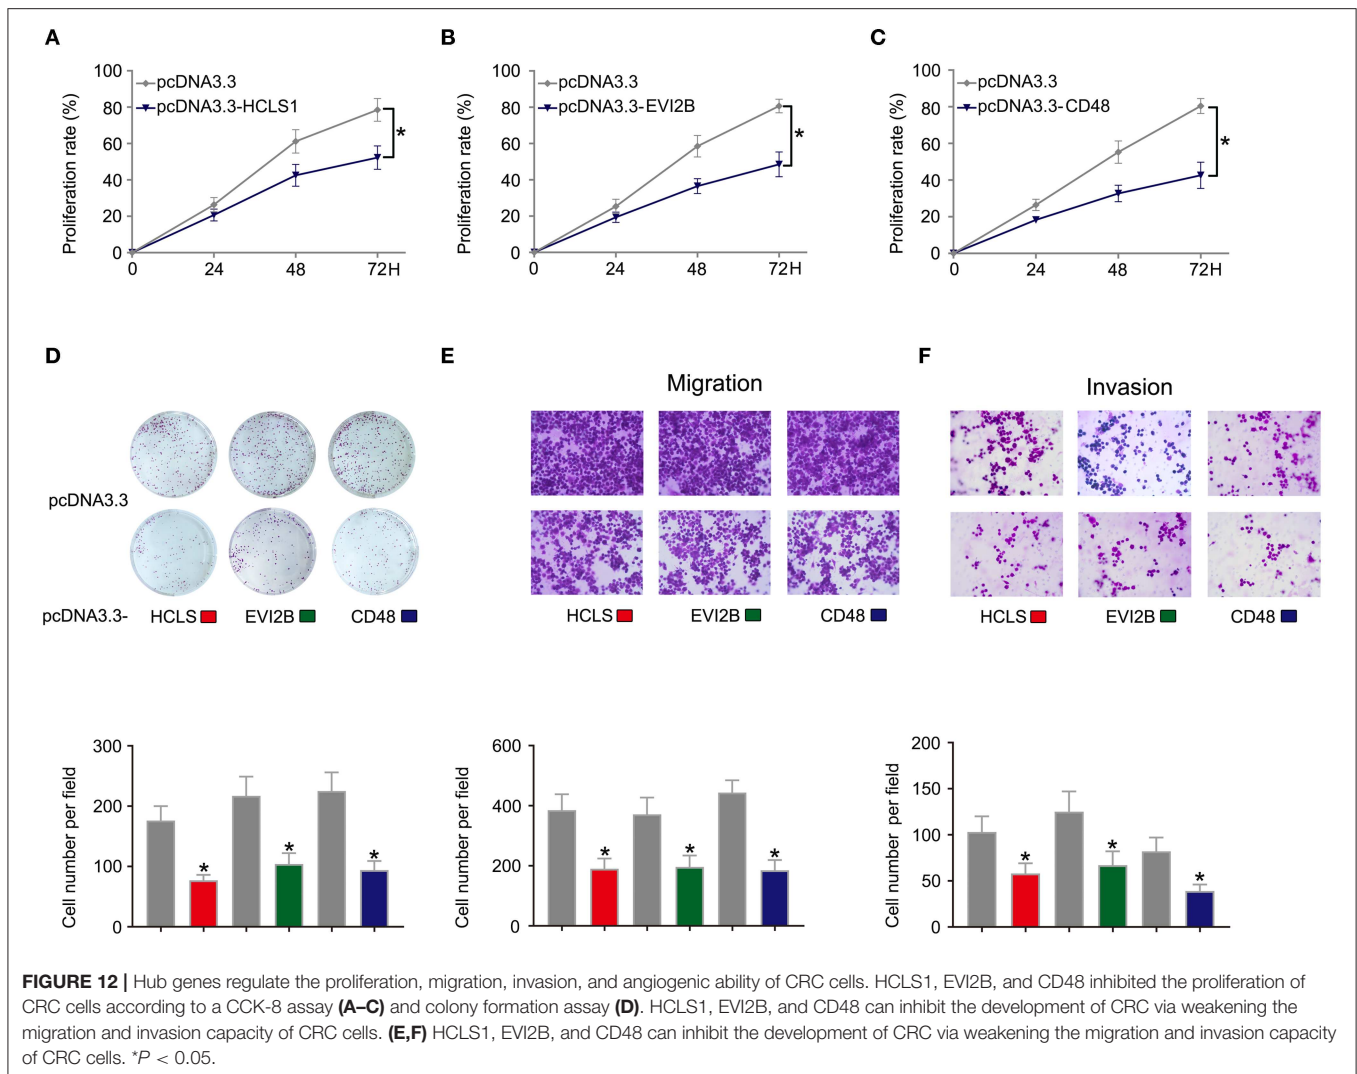 A
B
C
100
80
60
40
20
0
Proliferation rate (%)
pcDNA3.3
pcDNA3.3-HCLS1
*
0 24 48 72H
100
80
60
40
20
0
Proliferation rate (%)
pcDNA3.3
pcDNA3.3-EVI2B
*
0 24 48 72H
100
80
60
40
20
0
Proliferation rate (%)
pcDNA3.3
pcDNA3.3-CD48
*
0 24 48 72H
D
pcDNA3.3
pcDNA3.3- HCLS EVI2B CD48
E
Migration
HCLS EVI2B CD48
F
Invasion
HCLS EVI2B CD48
300
200
100
0
Cell number per field
* * *
600
400
200
0
Cell number per field
* * *
200
150
100
50
0
Cell number per field
* * *
FIGURE 12 | Hub genes regulate the proliferation, migration, invasion, and angiogenic ability of CRC cells. HCLS1, EVI2B, and CD48 inhibited the proliferation of
CRC cells according to a CCK-8 assay (A–C) and colony formation assay (D). HCLS1, EVI2B, and CD48 can inhibit the development of CRC via weakening the
migration and invasion capacity of CRC cells. (E,F) HCLS1, EVI2B, and CD48 can inhibit the development of CRC via weakening the migration and invasion capacity
of CRC cells. *P < 0.05.